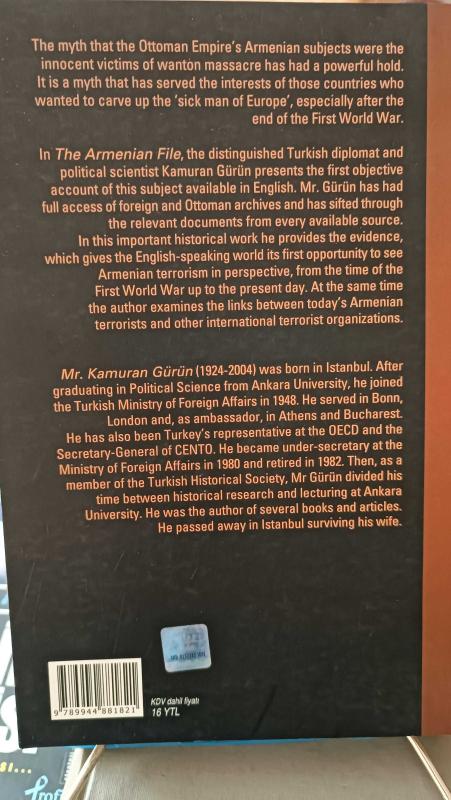 The myth that the Ottoman Empire's Armenian subjects were the
innocent victims of wanton massacre has had a powerful hold.
It is a myth that has served the interests of those countries who
wanted to carve up the 'sick man of Europe', especially after the
end of the First World War.
In The Armenian File, the distinguished Turkish diplomat and
political scientist Kamuran Gürün presents the first objective
account of this subject available in English. Mr. Gürün has had
full access of foreign and Ottoman archives and has sifted through
the relevant documents from every available source.
In this important historical work he provides the evidence,
which gives the English-speaking world its first opportunity to see
Armenian terrorism in perspective, from the time of the
First World War up to the present day. At the same time
the author examines the links between today's Armenian
terrorists and other international terrorist organizations.
Mr. Kamuran Gürün (1924-2004) was born in Istanbul. After
graduating in Political Science from Ankara University, he joined
the Turkish Ministry of Foreign Affairs in 1948. He served in Bonn,
London and, as ambassador, in Athens and Bucharest.
He has also been Turkey's representative at the OECD and the
Secretary-General of CENTO. He became under-secretary at the
Ministry of Foreign Affairs in 1980 and retired in 1982. Then, as a
member of the Turkish Historical Society, Mr Gürün divided his
time between historical research and lecturing at Ankara
University. He was the author of several books and articles.
He passed away in Istanbul surviving his wife.
KDV dahil fiyatı
16 YTL
9 789944 881821